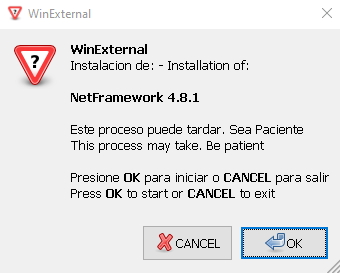 WinExternal
WinExternal
Instalacion de: - Installation of:
NetFramework 4.8.1
Este proceso puede tardar. Sea Paciente
This process may take. Be patient
Presione OK para iniciar o CANCEL para salir
Press OK to start or CANCEL to exit
CANCEL
OK